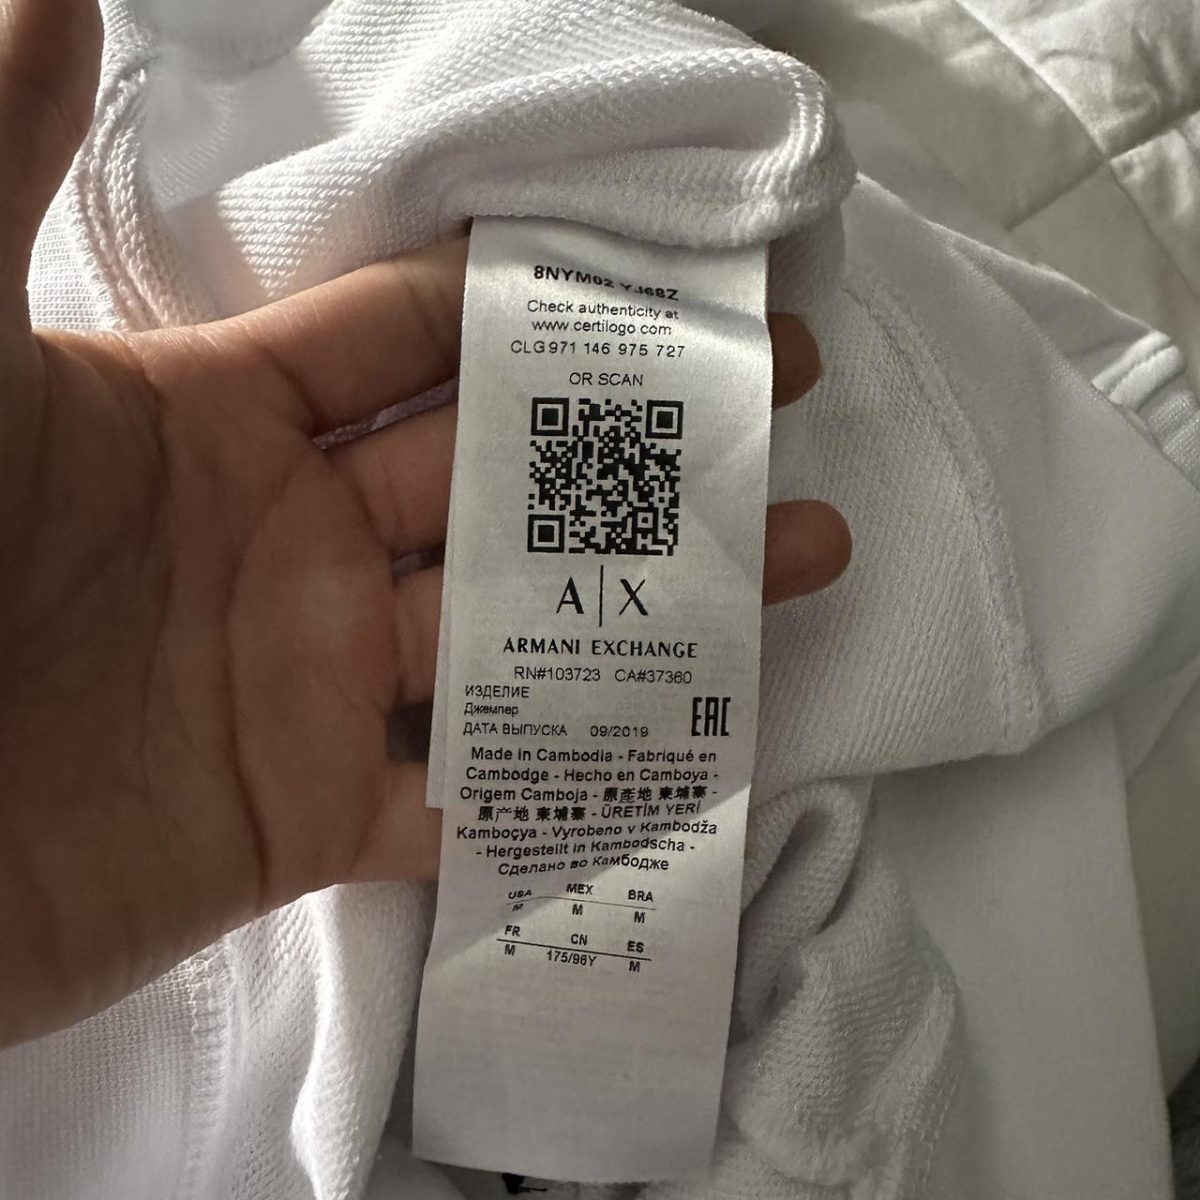 8NYM02 YJ68Z
Check authenticity at
www.certilogo.com
CLG 971 146 975 727
OR SCAN
A|X
ARMANI EXCHANGE
RN#103723 CA#37360
ИЗДЕЛИЕ
Джемпер
ДАТА ВЫПУСКА 09/2019
EAC
Made in Cambodia - Fabriqué en
Cambodge - Hecho en Camboya -
Origem Camboja - 原產地 柬埔寨 -
原产地 柬埔寨 - ÜRETİM YERİ
Kamboçya - Vyrobeno v Kambodža
- Hergestellt in Kambodscha -
Сделано во Камбодже
USA MEX BRA
M M M
FR CN ES
M 175/96Y M